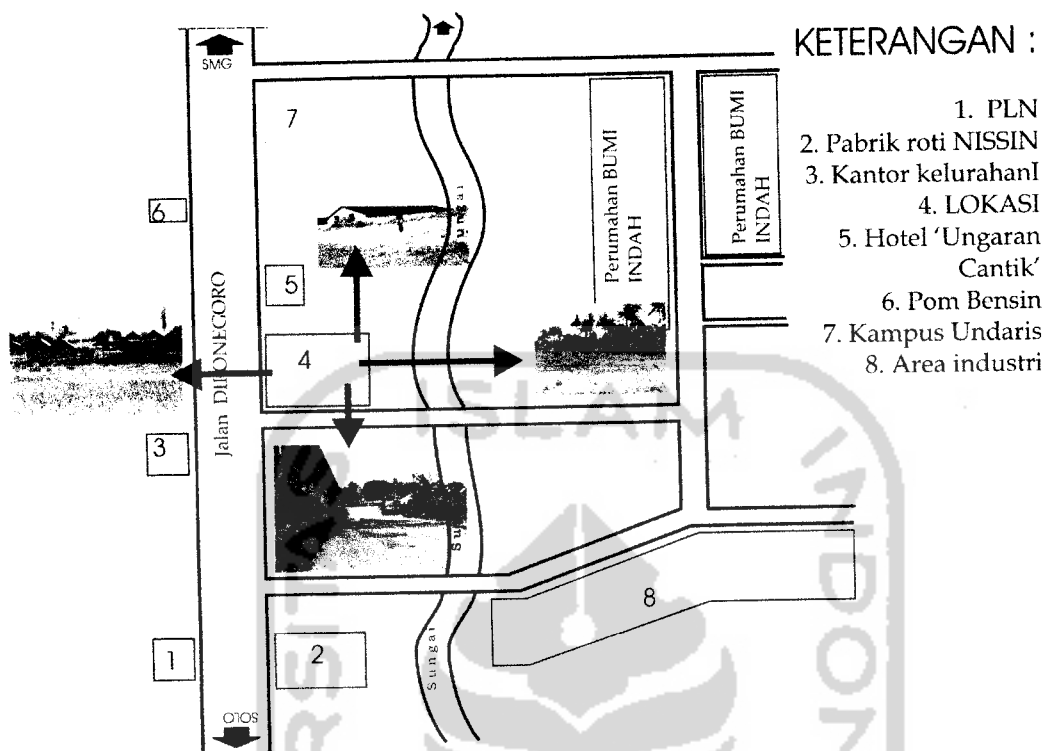 KETERANGAN :
1. PLN
2. Pabrik roti NISSIN
3. Kantor kelurahanI
4. LOKASI
5. Hotel ‘Ungaran
Cantik’
6. Pom Bensin
7. Kampus Undaris
8. Area industri
SMG
7
Perumahan BUMI
INDAH
Perumahan BUMI
INDAH
6
5
4
Jalan DIPONEGORO
3
8
1
2
Sungai
SOLO
ISLAM